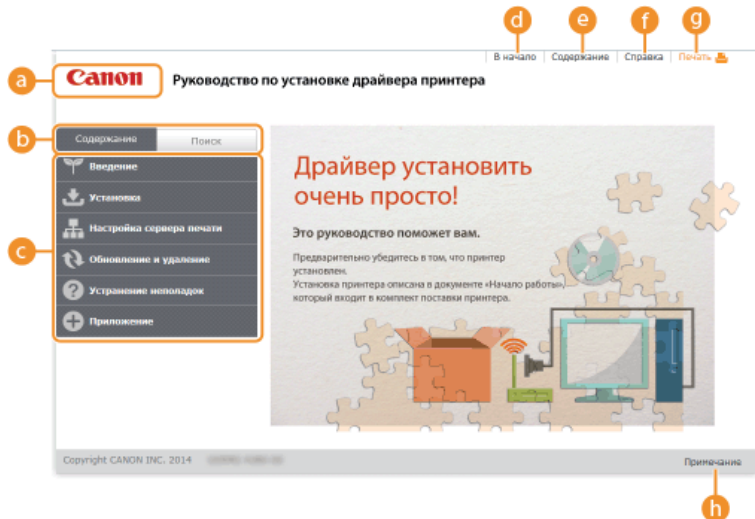 d e f g
В начало Содержание Справка Печать
a Canon Руководство по установке драйвера принтера
b Содержание Поиск
Драйвер установить
очень просто!
c
Введение
Установка
Настройка сервера печати
Обновление и удаление
Устранение неполадок
Приложение
Это руководство поможет вам.
Предварительно убедитесь в том, что принтер
установлен.
Установка принтера описана в документе «Начало работы»,
который входит в комплект поставки принтера.
Copyright CANON INC. 2014
Примечание
h